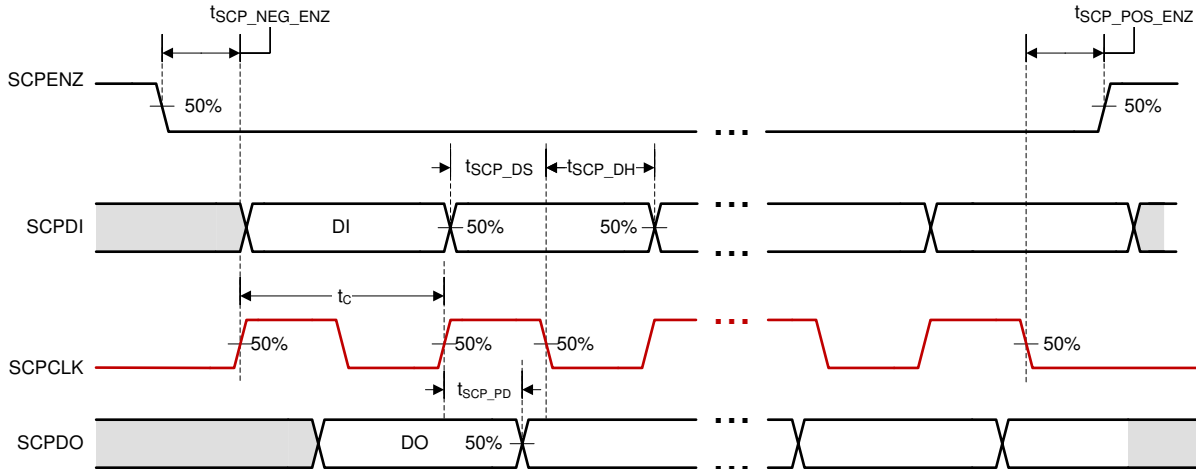 tSCP_NEG_ENZ tSCP_POS_ENZ
SCPENZ 50% ... 50%
tSCP_DS tSCP_DH
SCPDI DI 50% 50% ...
...
tC
...
SCPCLK 50% 50% 50% 50%
...
tSCP_PD
SCPDO DO 50% ...
...